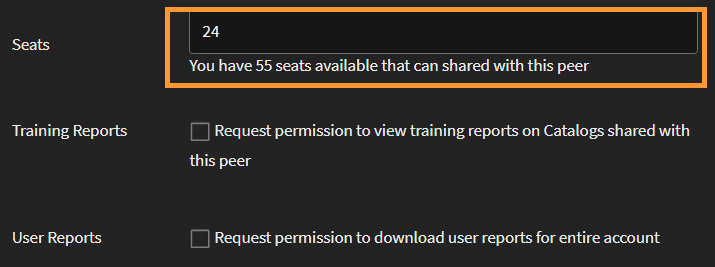 24
Seats
You have 55 seats available that can shared with this peer
Training Reports
Request permission to view training reports on Catalogs shared with
this peer
User Reports
Request permission to download user reports for entire account